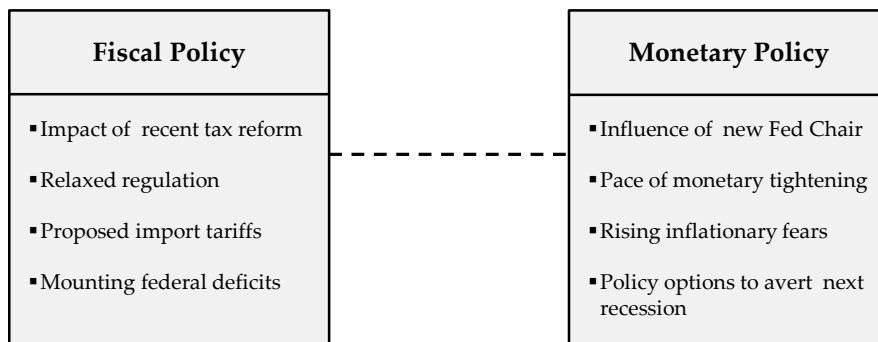 Fiscal Policy
▪Impact of recent tax reform
▪Relaxed regulation
▪Proposed import tariffs
▪Mounting federal deficits
Monetary Policy
▪Influence of new Fed Chair
▪Pace of monetary tightening
▪Rising inflationary fears
▪Policy options to avert next
recession